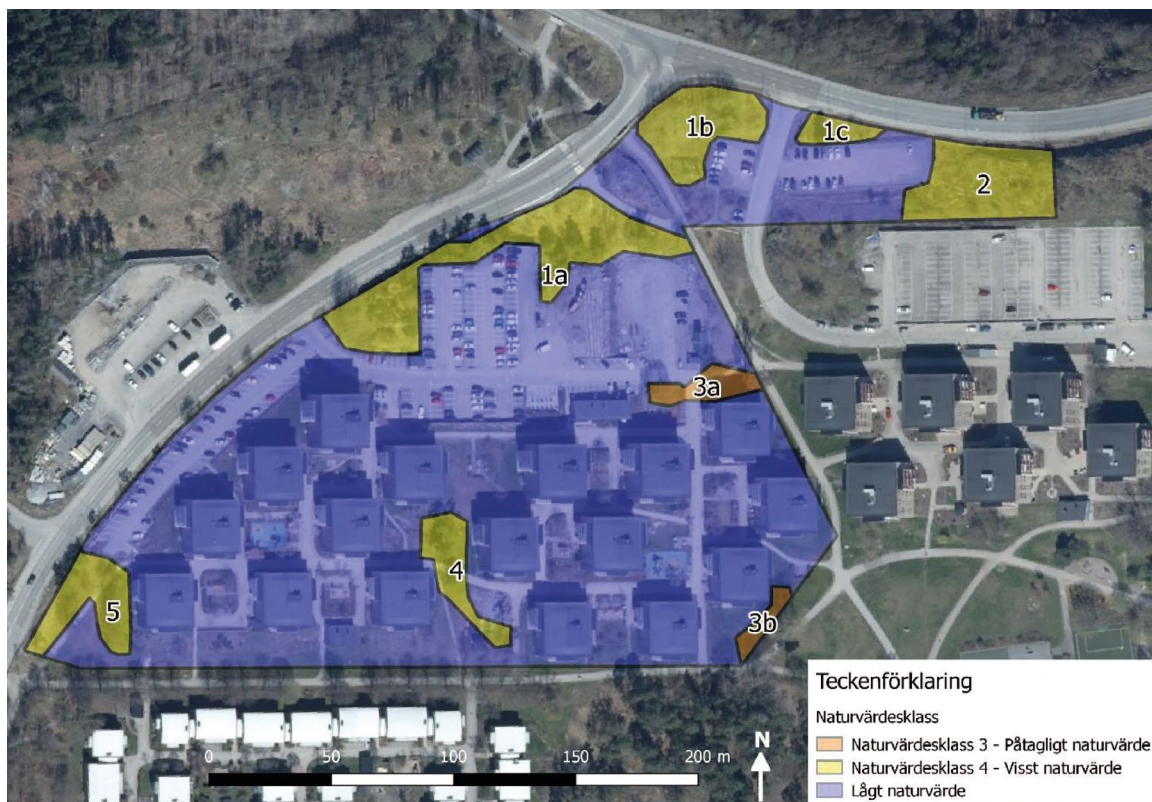 1b
1c
2
1a
3a
4
5
3b
Teckenförklaring
Naturvärdesklass
Naturvärdesklass 3 - Påtagligt naturvärde
Naturvärdesklass 4 - Visst naturvärde
Lågt naturvärde
0 50 100 150 200 m
N